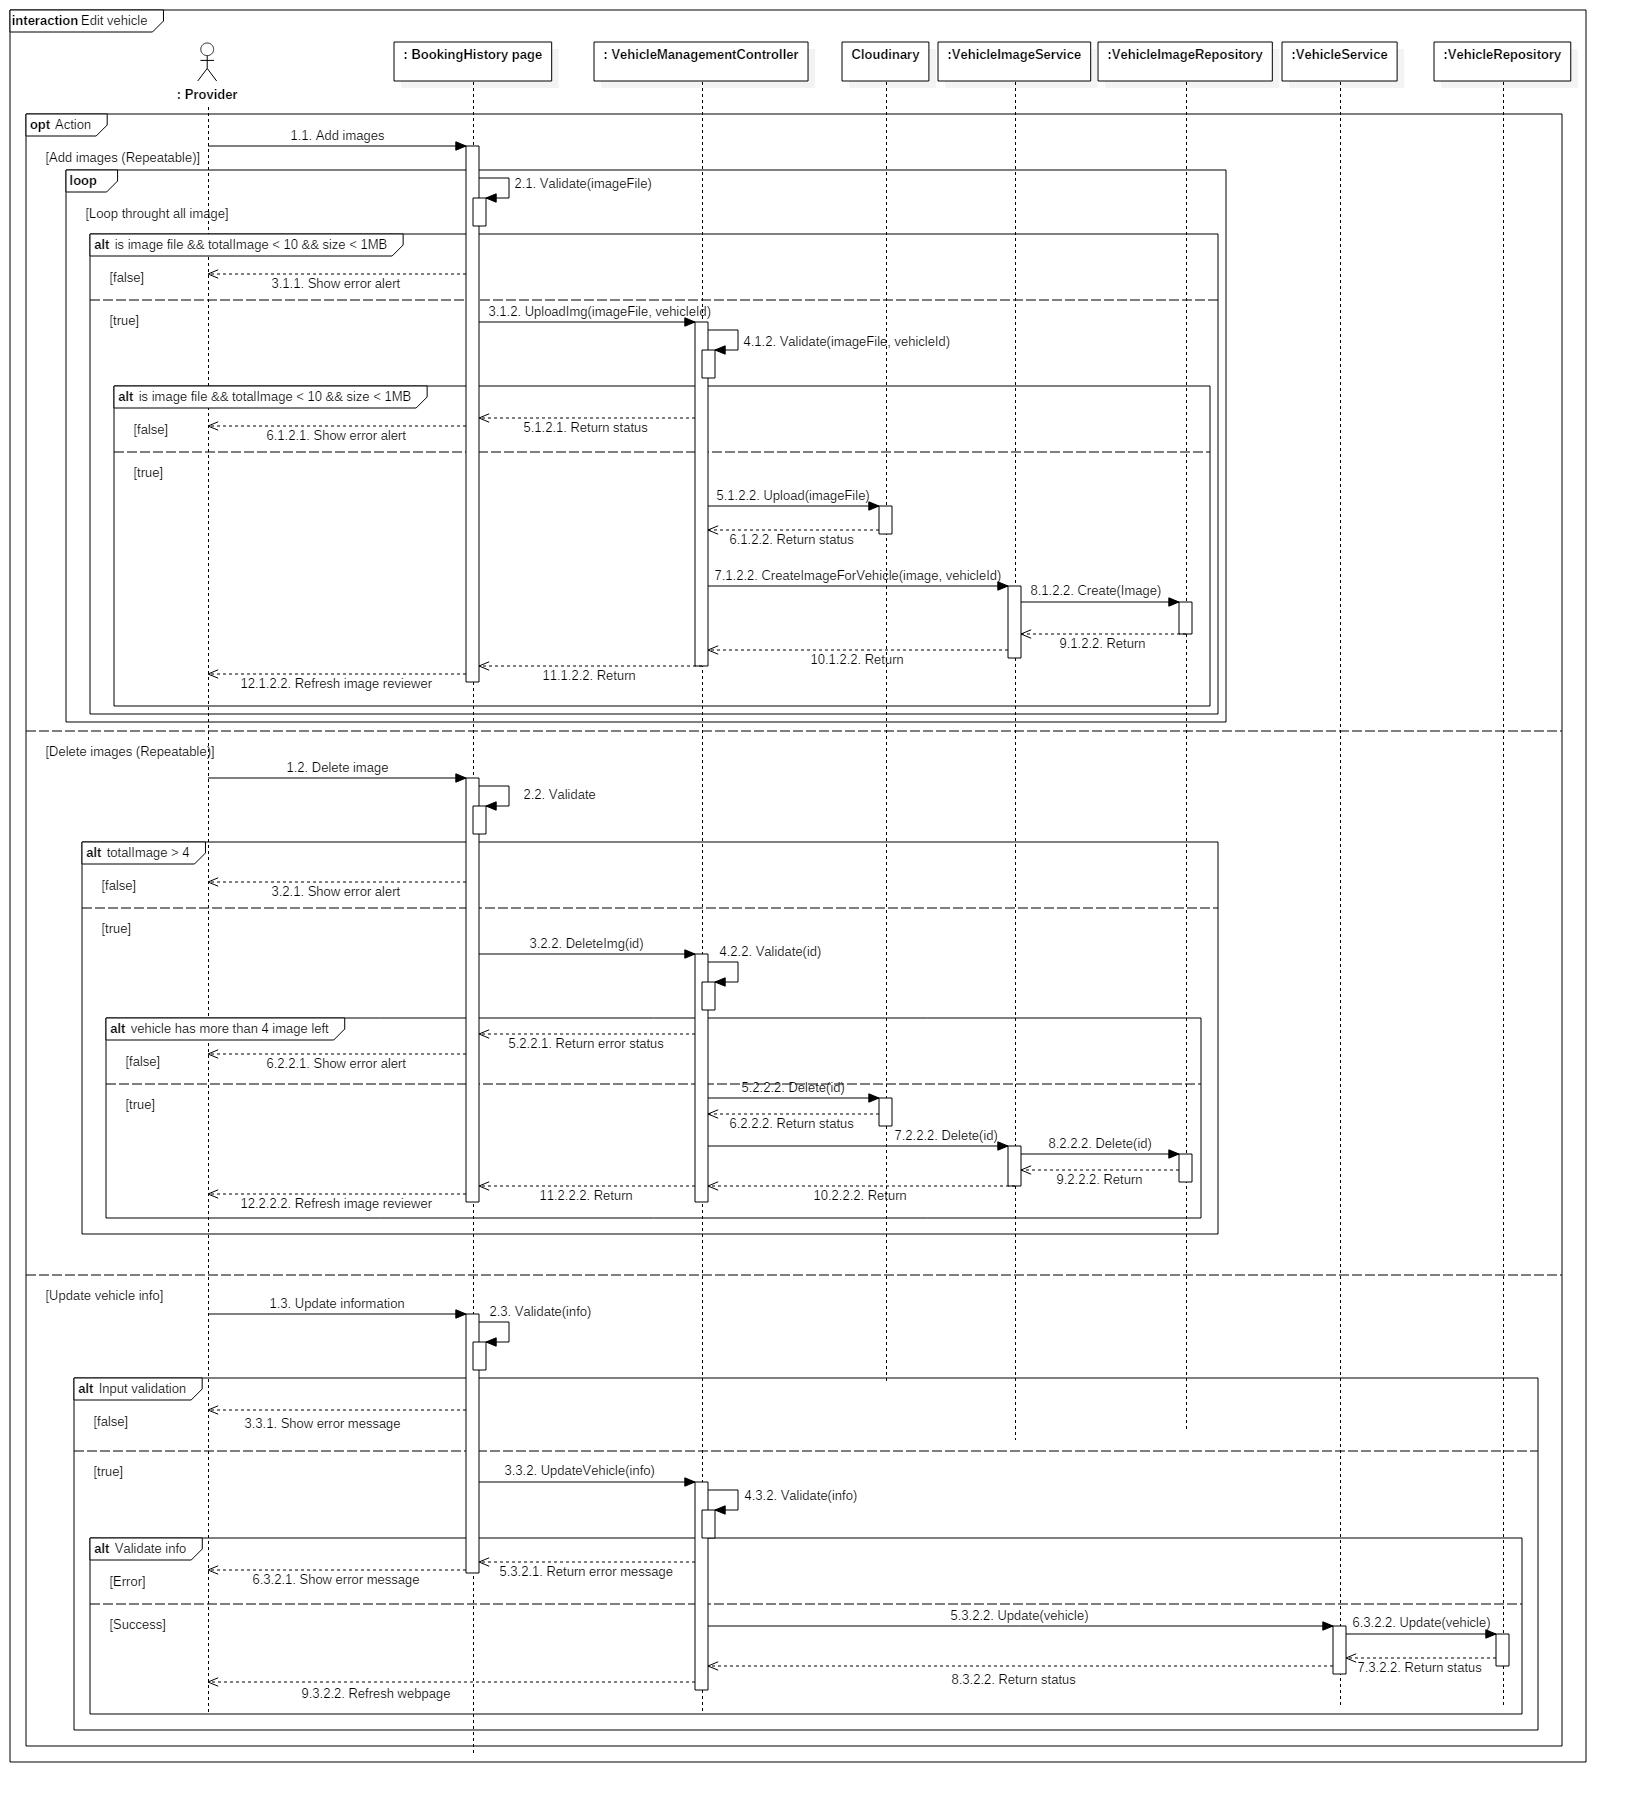 interaction Edit vehicle
: Provider
: BookingHistory page
: VehicleManagementController
Cloudinary
:VehicleImageService
:VehicleImageRepository
:VehicleService
:VehicleRepository
opt Action
1.1. Add images
[Add images (Repeatable)]
loop
2.1. Validate(imageFile)
[Loop throught all image]
alt is image file && totalImage < 10 && size < 1MB
[false]
3.1.1. Show error alert
[true]
3.1.2. UploadImg(imageFile, vehicleId)
4.1.2. Validate(imageFile, vehicleId)
alt is image file && totalImage < 10 && size < 1MB
[false]
5.1.2.1. Return status
6.1.2.1. Show error alert
[true]
5.1.2.2. Upload(imageFile)
6.1.2.2. Return status
7.1.2.2. CreateImageForVehicle(image, vehicleId)
8.1.2.2. Create(Image)
9.1.2.2. Return
10.1.2.2. Return
11.1.2.2. Return
12.1.2.2. Refresh image reviewer
[Delete images (Repeatable)]
1.2. Delete image
2.2. Validate
alt totalImage > 4
[false]
3.2.1. Show error alert
[true]
3.2.2. DeleteImg(id)
4.2.2. Validate(id)
alt vehicle has more than 4 image left
5.2.2.1. Return error status
[false]
6.2.2.1. Show error alert
5.2.2.2. Delete(id)
[true]
6.2.2.2. Return status
7.2.2.2. Delete(id)
8.2.2.2. Delete(id)
9.2.2.2. Return
10.2.2.2. Return
11.2.2.2. Return
12.2.2.2. Refresh image reviewer
[Update vehicle info]
1.3. Update information
2.3. Validate(info)
alt Input validation
[false]
3.3.1. Show error message
[true]
3.3.2. UpdateVehicle(info)
4.3.2. Validate(info)
alt Validate info
5.3.2.1. Return error message
[Error]
6.3.2.1. Show error message
[Success]
5.3.2.2. Update(vehicle)
6.3.2.2. Update(vehicle)
7.3.2.2. Return status
8.3.2.2. Return status
9.3.2.2. Refresh webpage